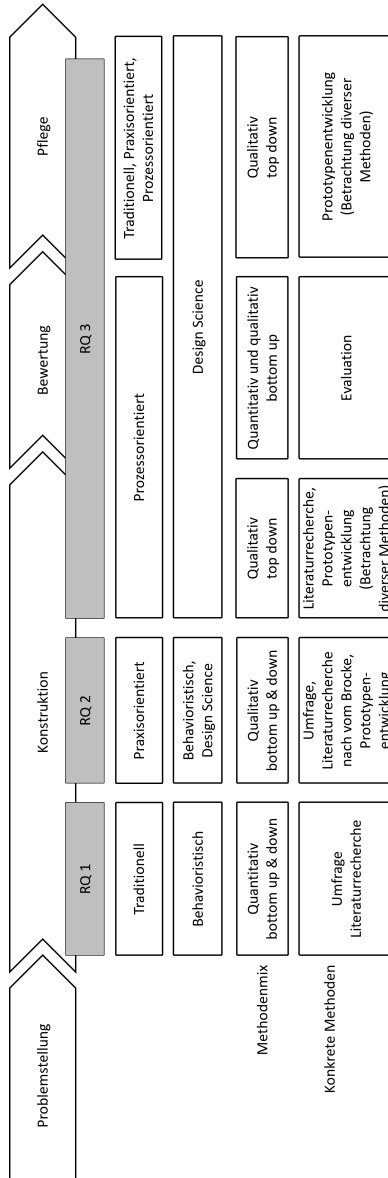 Problemstellung
Konstruktion
Bewertung
Pflege
RQ 1
RQ 2
RQ 3
Traditionell
Praxisorientiert
Prozessorientiert
Traditionell, Praxisorientiert,
Prozessorientiert
Behavioristisch
Behavioristisch,
Design Science
Design Science
Methodenmix
Quantitativ
bottom up & down
Qualitativ
bottom up & down
Qualitativ
top down
Quantitativ und qualitativ
bottom up
Qualitativ
top down
Konkrete Methoden
Umfrage
Literaturrecherche
Umfrage,
Literaturrecherche
nach vom Brocke,
Prototypen-
entwicklung
Literaturrecherche,
Prototypen-
entwicklung
(Betrachtung
diverser Methoden)
Evaluation
Prototypenentwicklung
(Betrachtung diverser
Methoden)